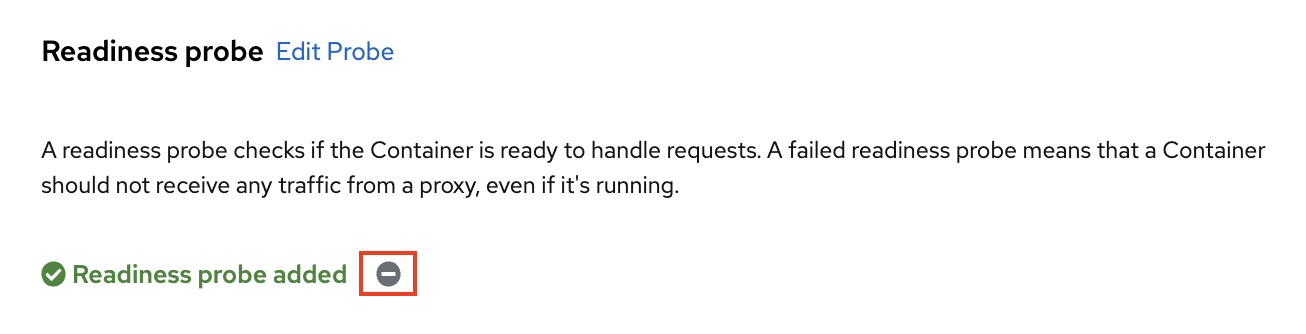 Readiness probe Edit Probe
A readiness probe checks if the Container is ready to handle requests. A failed readiness probe means that a Container
should not receive any traffic from a proxy, even if it's running.
Readiness probe added